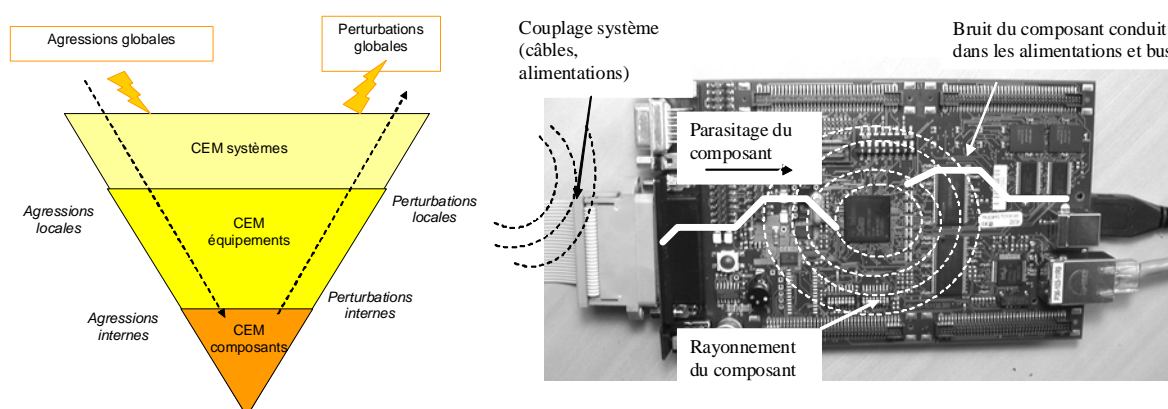 Agressions globales
Perturbations
globales
CEM systèmes
Agressions
locales
CEM
équipements
Perturbations
locales
Agressions
internes
CEM
composants
Perturbations
internes
Couplage système
(câbles,
alimentations)
Bruit du composant conduit
dans les alimentations et bus
Parasitage du
composant
Rayonnement
du composant